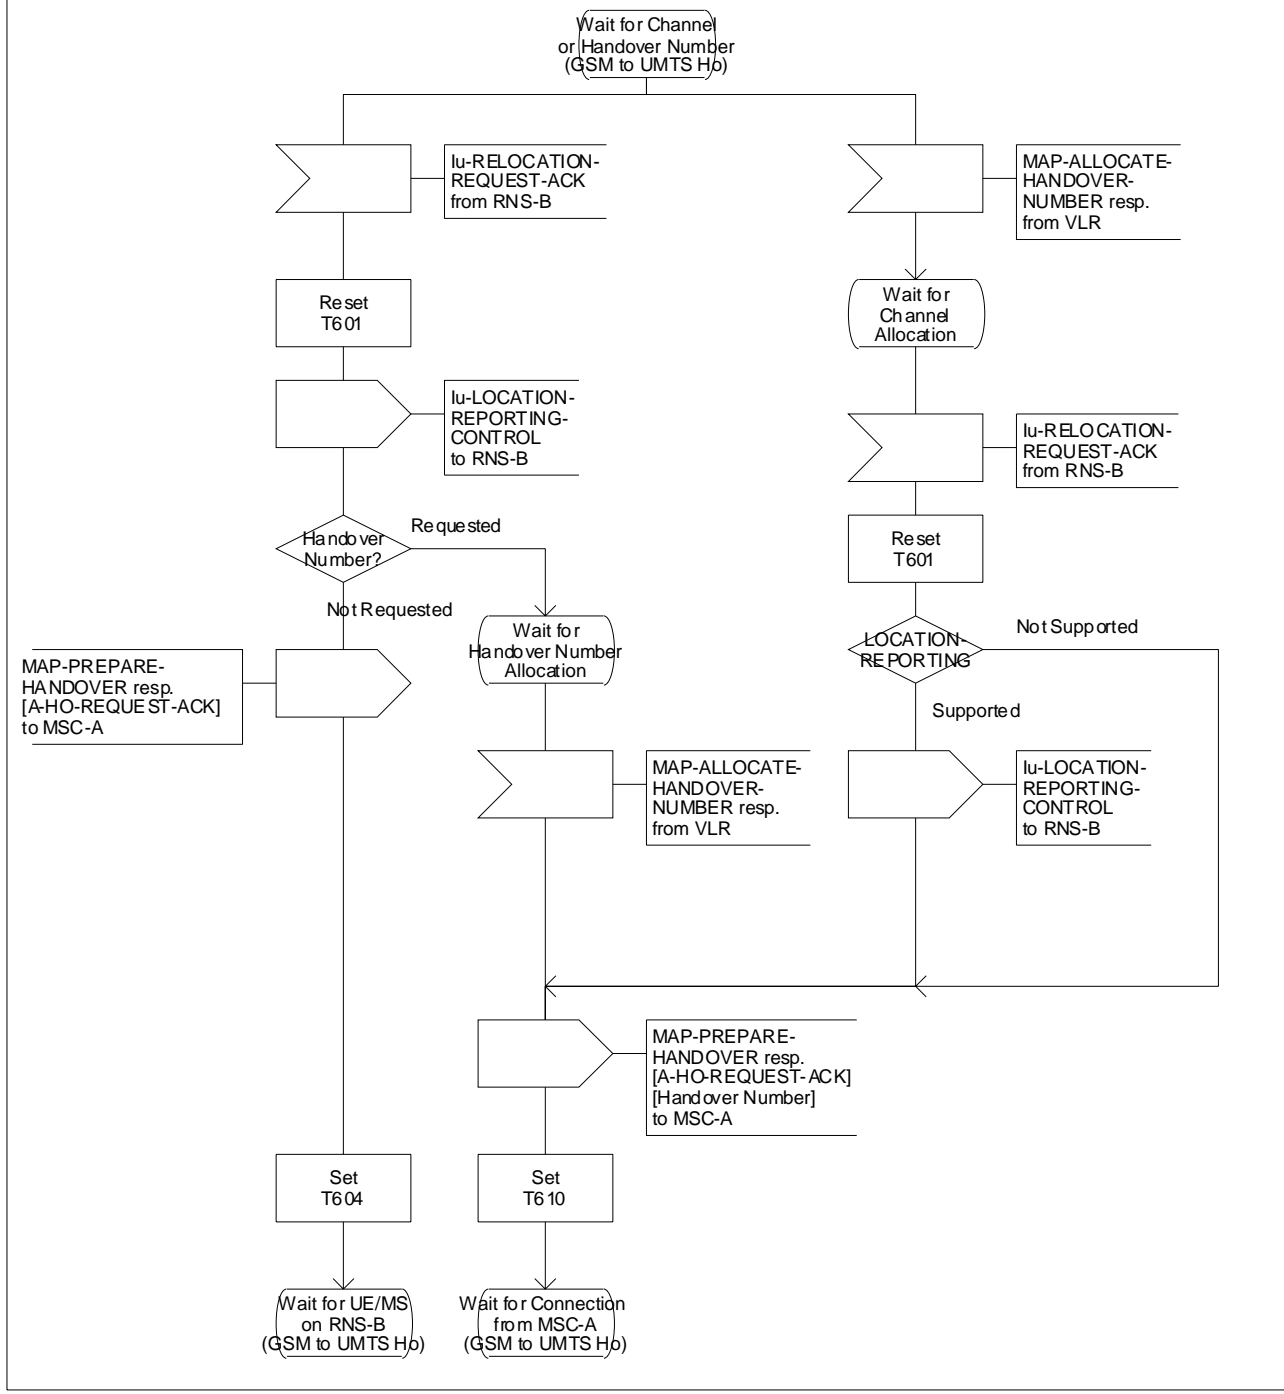 Wait for Channel
or Handover Number
(GSM to UMTS Ho)
Iu-RELOCATION-
REQUEST-ACK
from RNS-B
MAP-ALLOCATE-
HANDOVER-
NUMBER resp.
from VLR
Reset
T601
Wait for
Channel
Allocation
Iu-LOCATION-
REPORTING-
CONTROL
to RNS-B
Iu-RELOCATION-
REQUEST-ACK
from RNS-B
Handover
Number?
Requested
Not Requested
Reset
T601
Wait for
Handover Number
Allocation
LOCATION-
REPORTING
Not Supported
Supported
MAP-PREPARE-
HANDOVER resp.
[A-HO-REQUEST-ACK]
to MSC-A
MAP-ALLOCATE-
HANDOVER-
NUMBER resp.
from VLR
Iu-LOCATION-
REPORTING-
CONTROL
to RNS-B
MAP-PREPARE-
HANDOVER resp.
[A-HO-REQUEST-ACK]
[Handover Number]
to MSC-A
Set
T604
Set
T610
Wait for UE/MS
on RNS-B
(GSM to UMTS Ho)
Wait for Connection
from MSC-A
(GSM to UMTS Ho)